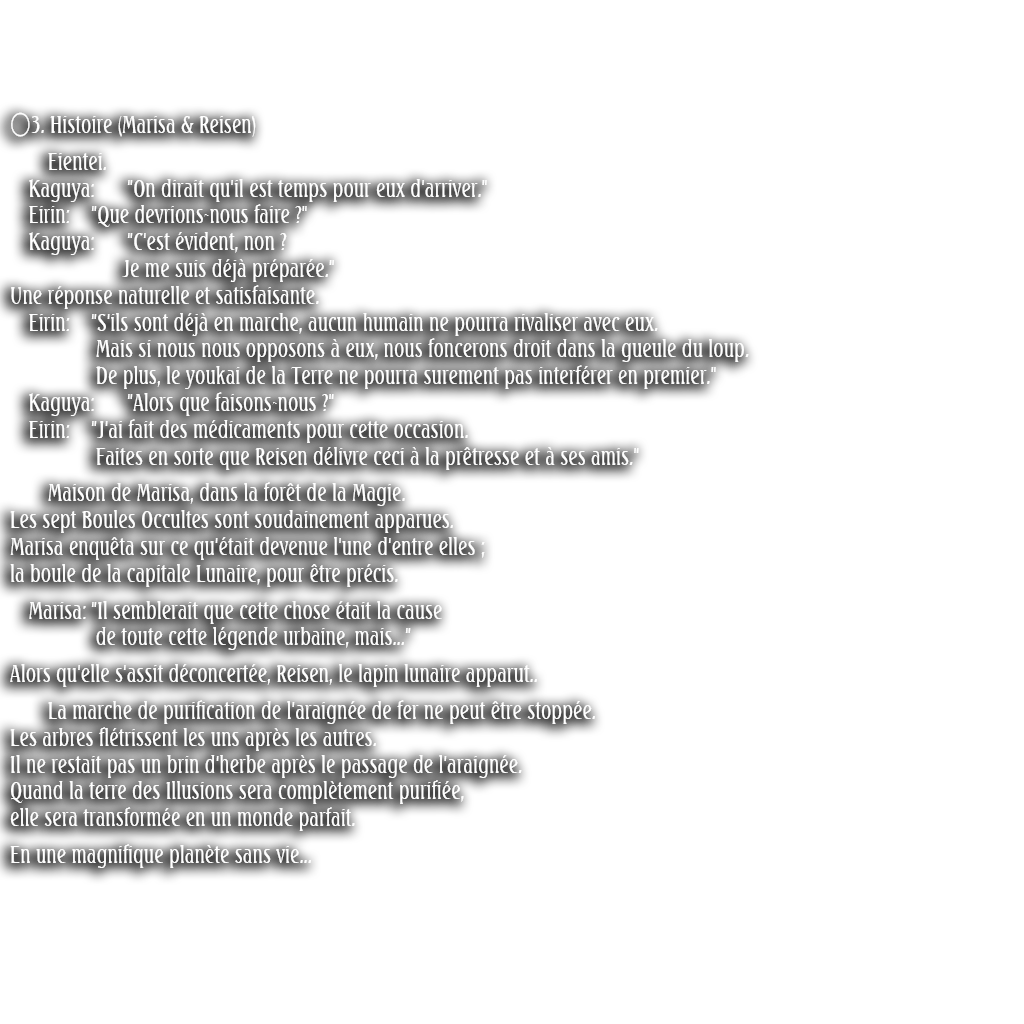 ○3. Histoire (Marisa & Reisen)
Eientei.
Kaguya: "On dirait qu'il est temps pour eux d'arriver."
Eirin: "Que devrions-nous faire ?"
Kaguya: "C'est évident, non ?
Je me suis déjà préparée."
Une réponse naturelle et satisfaisante.
Eirin: "S'ils sont déjà en marche, aucun humain ne pourra rivaliser avec eux.
Mais si nous nous opposons à eux, nous foncerons droit dans la gueule du loup.
De plus, le youkai de la Terre ne pourra surement pas interférer en premier."
Kaguya: "Alors que faisons-nous ?"
Eirin: "J'ai fait des médicaments pour cette occasion.
Faites en sorte que Reisen délivre ceci à la prêtresse et à ses amis."
Maison de Marisa, dans la forêt de la Magie.
Les sept Boules Occultes sont soudainement apparues.
Marisa enquêta sur ce qu'était devenue l'une d'entre elles ;
la boule de la capitale Lunaire, pour être précis.
Marisa: "Il semblerait que cette chose était la cause
de toute cette légende urbaine, mais..."
Alors qu'elle s'assit déconcertée, Reisen, le lapin lunaire apparut..
La marche de purification de l'araignée de fer ne peut être stoppée.
Les arbres flétrissent les uns après les autres.
Il ne restait pas un brin d'herbe après le passage de l'araignée.
Quand la terre des Illusions sera complètement purifiée,
elle sera transformée en un monde parfait.
En une magnifique planète sans vie...